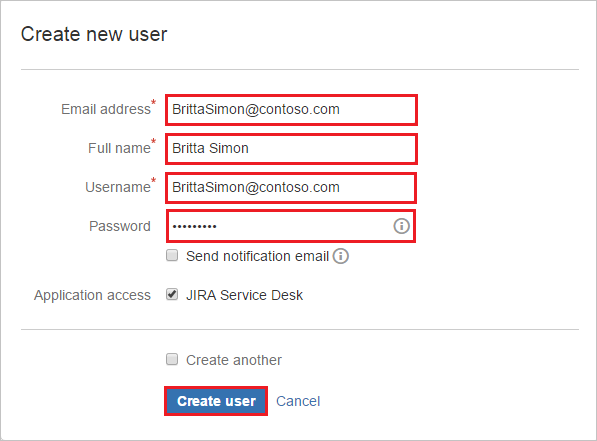 Create new user
Email address* BrittaSimon@contoso.com
Full name* Britta Simon
Username* BrittaSimon@contoso.com
Password •••••••••
Send notification email
Application access JIRA Service Desk
Create another
Create user Cancel